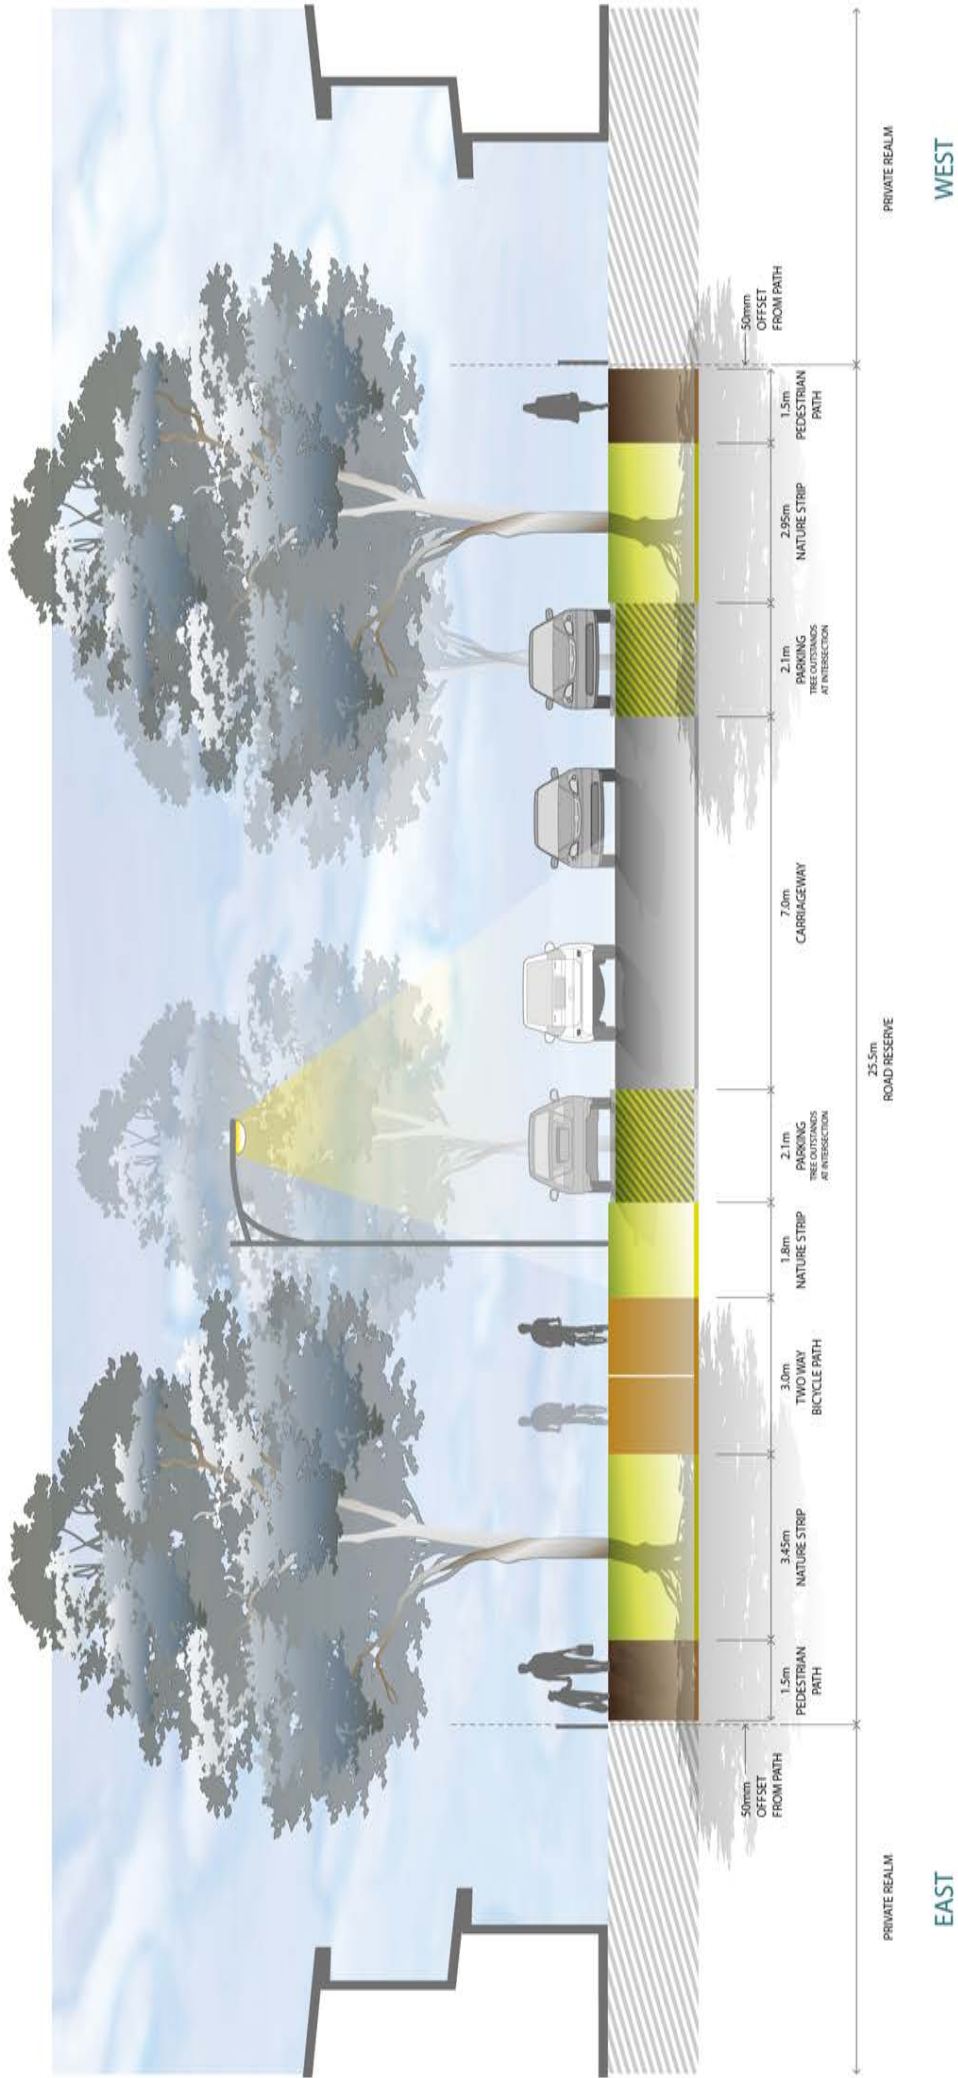 50mm
OFFSET
FROM PATH
1.5m
PEDESTRIAN
PATH
3.45m
NATURE STRIP
3.0m
TWO WAY
BICYCLE PATH
1.8m
NATURE STRIP
2.1m
PARKING
TREE OUTSTANDS
AT INTERSECTION
7.0m
CARRIAGEWAY
2.1m
PARKING
TREE OUTSTANDS
AT INTERSECTION
2.95m
NATURE STRIP
1.5m
PEDESTRIAN
PATH
50mm
OFFSET
FROM PATH
PRIVATE REALM
25.5m
ROAD RESERVE
PRIVATE REALM
EAST
WEST